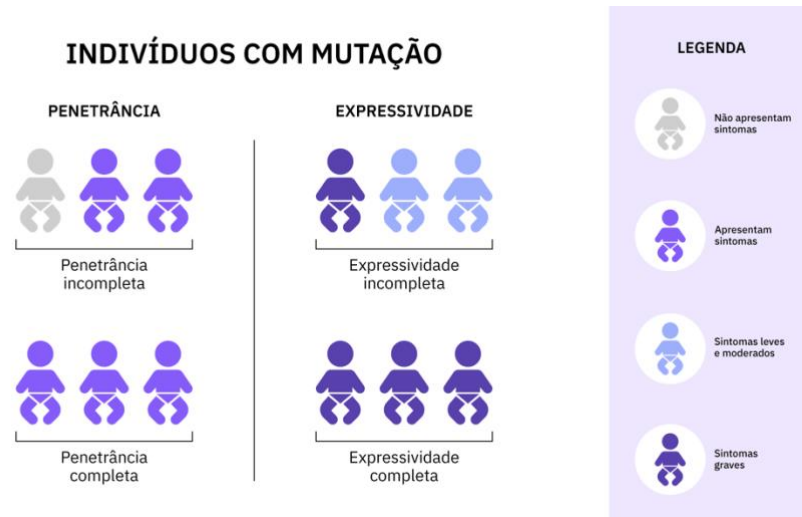 INDIVÍDUOS COM MUTAÇÃO
PENETRÂNCIA
Penetrância
incompleta
Penetrância
completa
EXPRESSIVIDADE
Expressividade
incompleta
Expressividade
completa
LEGENDA
Não apresentam
sintomas
Apresentam
sintomas
Sintomas leves
e moderados
Sintomas
graves